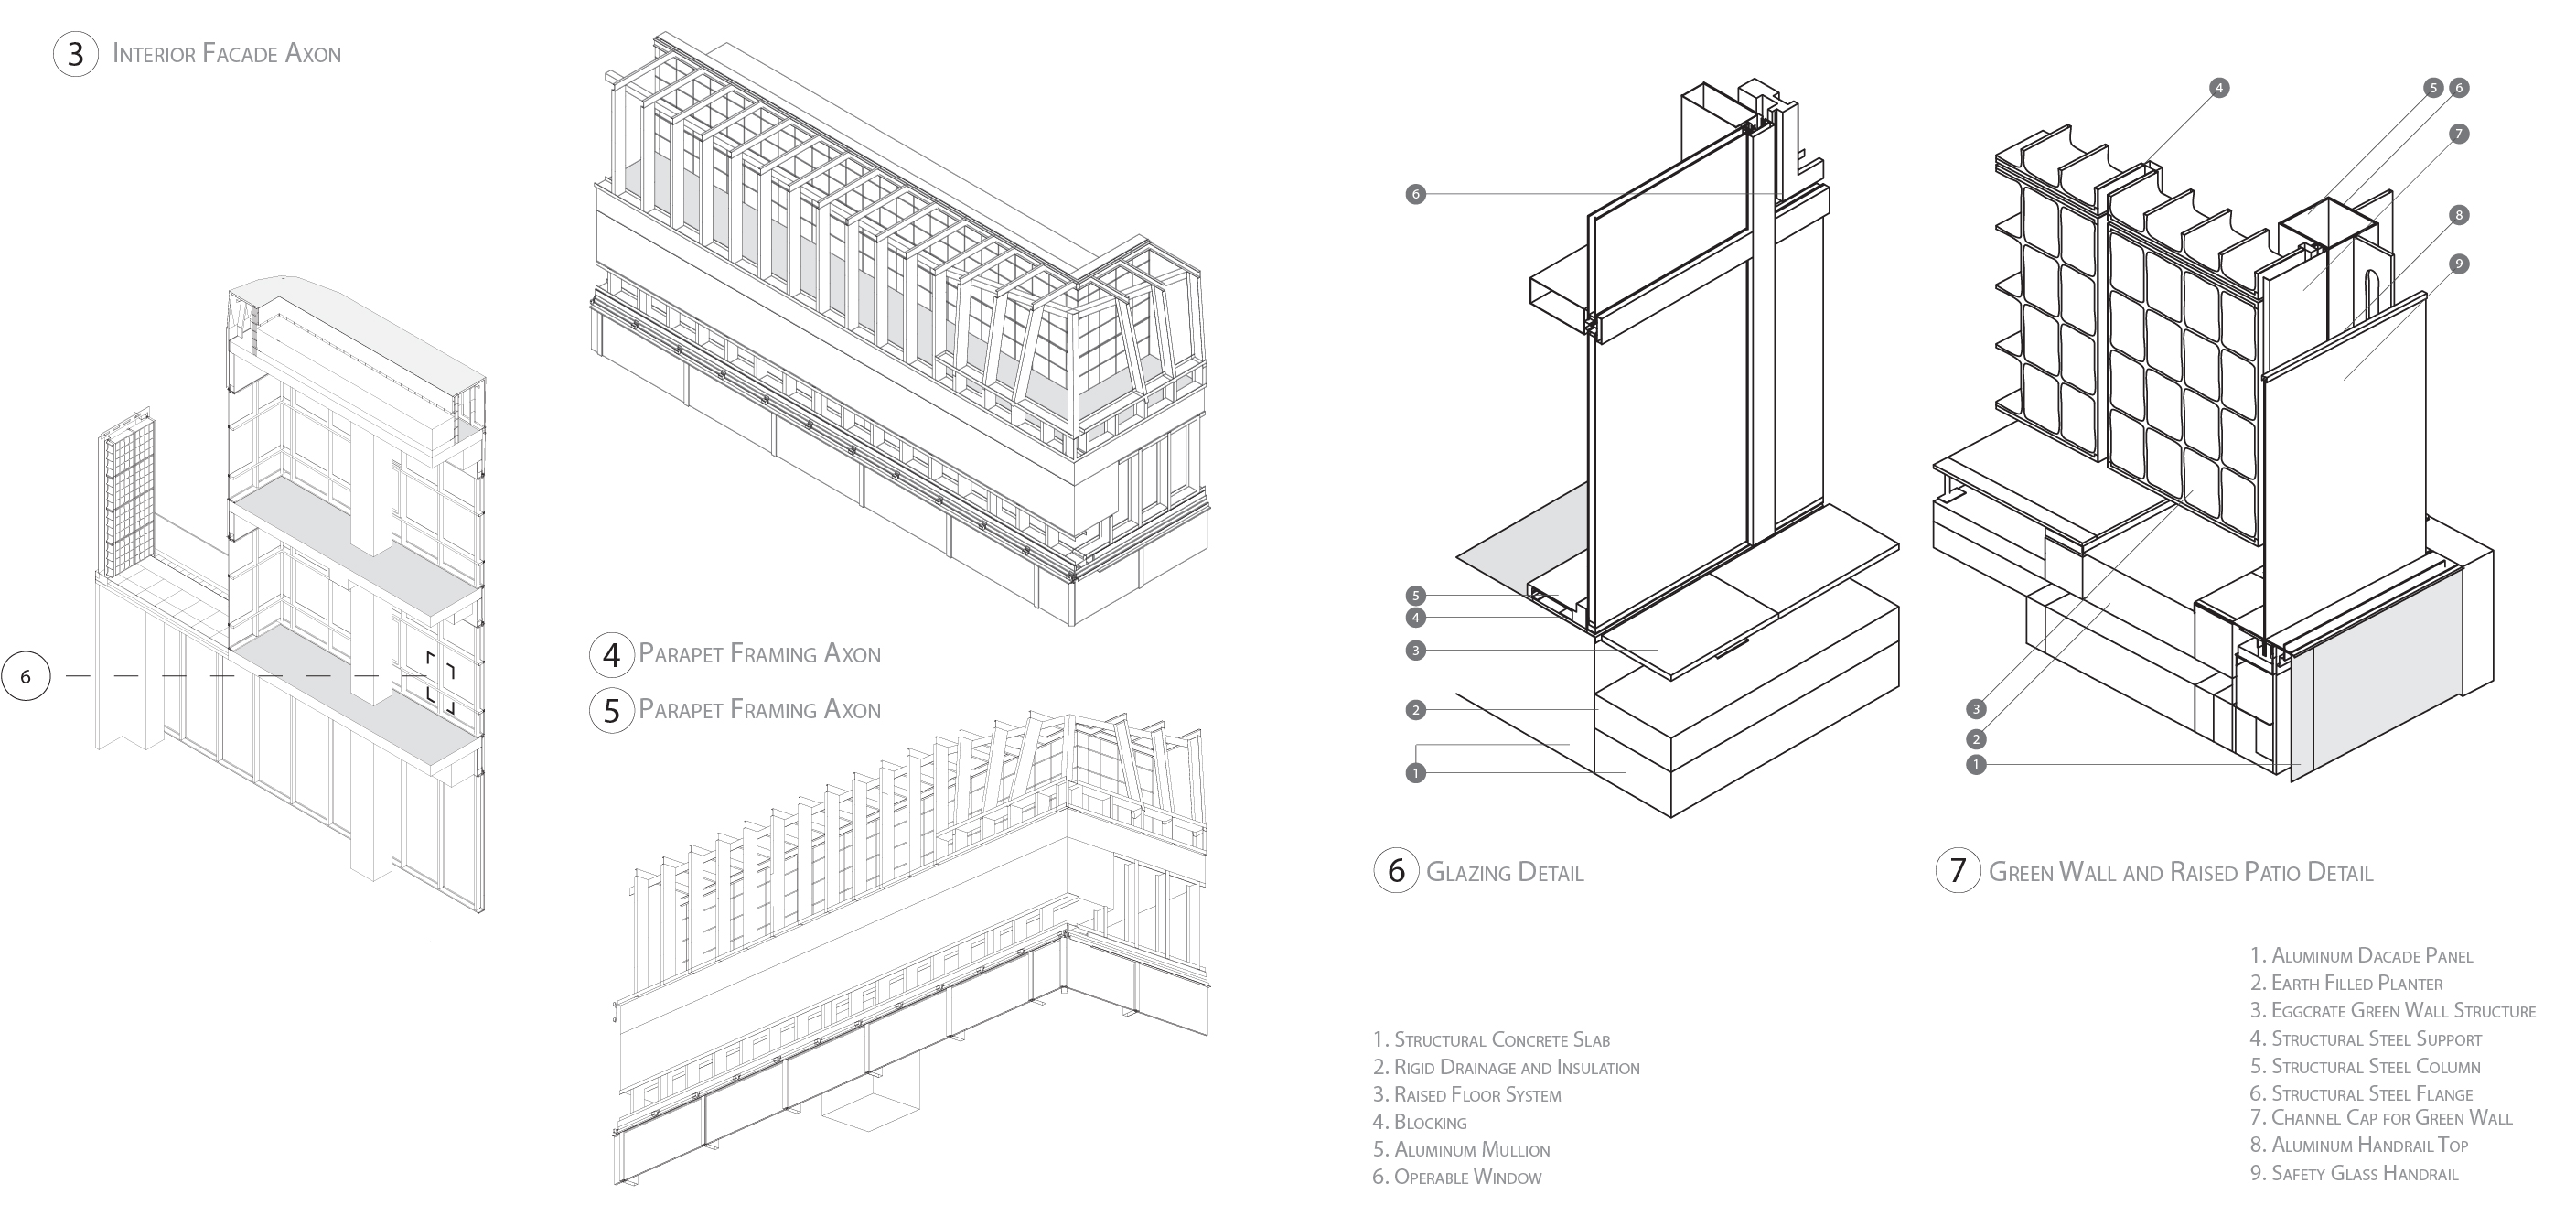 3 Interior Facade Axon
6
4 Parapet Framing Axon
5 Parapet Framing Axon
6
5
4
3
2
1
6 Glazing Detail
1. Structural Concrete Slab
2. Rigid Drainage and Insulation
3. Raised Floor System
4. Blocking
5. Aluminum Mullion
6. Operable Window
4
5 6
7
8
9
3
2
1
7 Green Wall and Raised Patio Detail
1. Aluminum Dacade Panel
2. Earth Filled Planter
3. Eggcrate Green Wall Structure
4. Structural Steel Support
5. Structural Steel Column
6. Structural Steel Flange
7. Channel Cap for Green Wall
8. Aluminum Handrail Top
9. Safety Glass Handrail